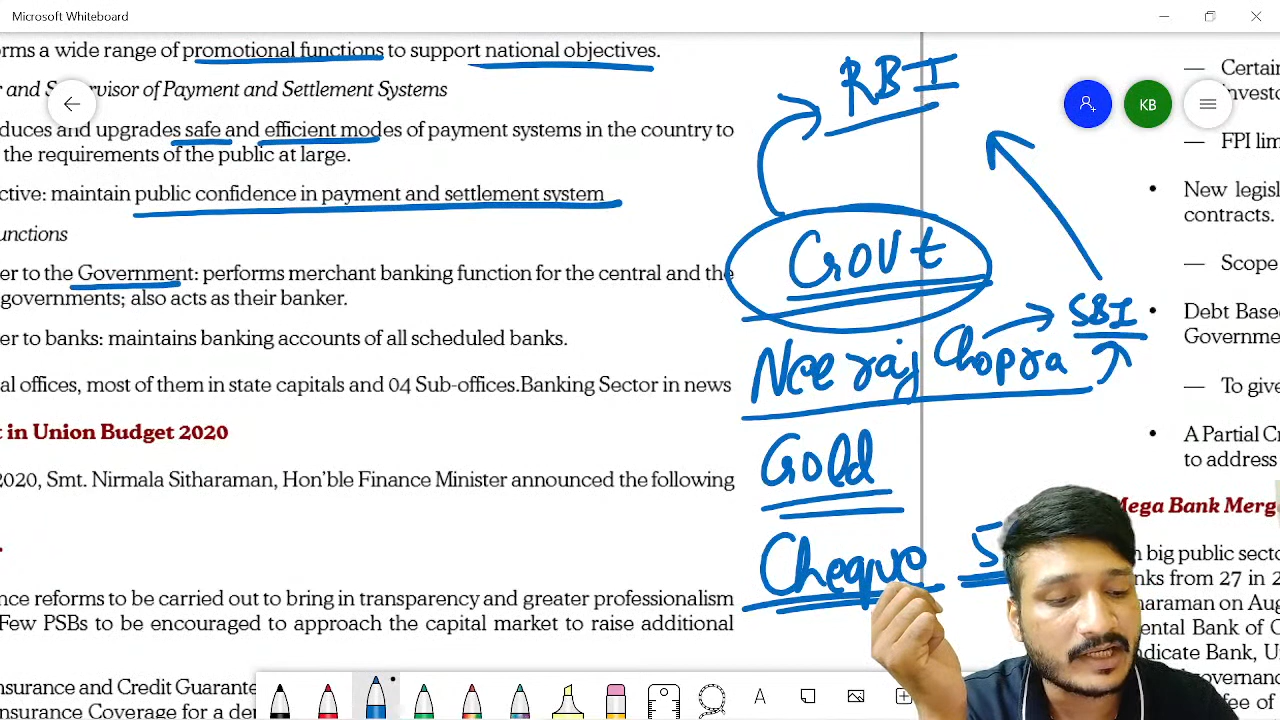 Microsoft Whiteboard
rms a wide range of promotional functions to support national objectives.
r and Supervisor of Payment and Settlement Systems
duces and upgrades safe and efficient modes of payment systems in the country to
the requirements of the public at large.
ctive: maintain public confidence in payment and settlement system
unctions
er to the Government: performs merchant banking function for the central and the
governments; also acts as their banker.
er to banks: maintains banking accounts of all scheduled banks.
al offices, most of them in state capitals and 04 Sub-offices.Banking Sector in news
t in Union Budget 2020
2020, Smt. Nirmala Sitharaman, Hon'ble Finance Minister announced the following
nce reforms to be carried out to bring in transparency and greater professionalism
Few PSBs to be encouraged to approach the capital market to raise additional
nsurance and Credit Guarante
nsurance Coverage for a de
RBI
Govt
SBI
Neeraj Chopra
Gold
Cheque 5
KB
— Certain
investo
— FPI lim
• New legisl
contracts.
— Scope
• Debt Base
Governme
— To give
• A Partial Cr
to address
Mega Bank Merg
n big public secto
nks from 27 in 2
haraman on Aug
ental Bank of C
ndicate Bank, U
governanc
ee of
A